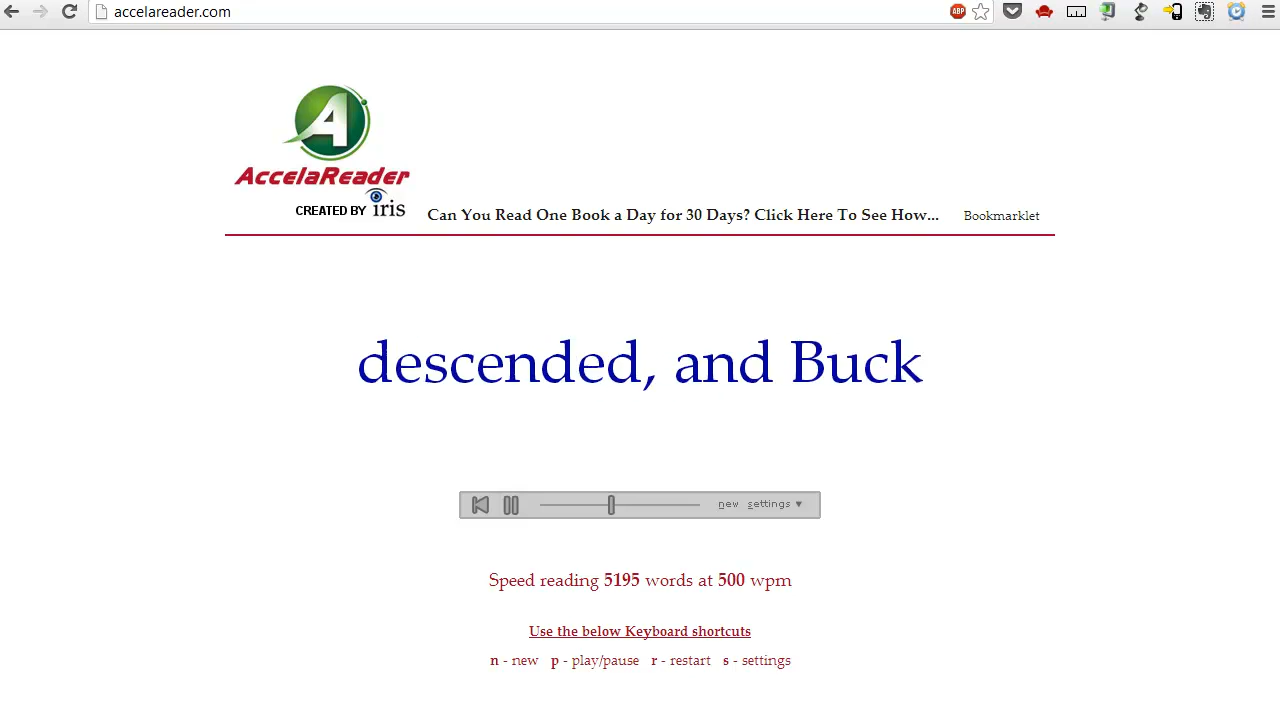 accelareader.com
ABP
A
AccelaReader
CREATED BY iris
Can You Read One Book a Day for 30 Days? Click Here To See How... Bookmarklet
descended, and Buck
new settings ▾
Speed reading 5195 words at 500 wpm
Use the below Keyboard shortcuts
n - new p - play/pause r - restart s - settings